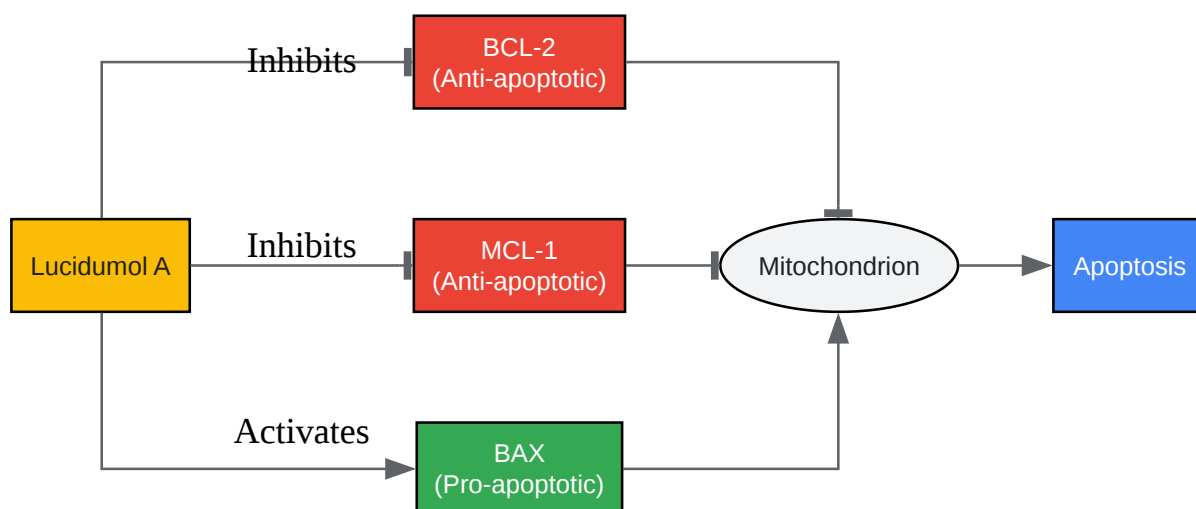 Inhibits
BCL-2
(Anti-apoptotic)
Lucidumol A
Inhibits
MCL-1
(Anti-apoptotic)
Mitochondrion
Apoptosis
Activates
BAX
(Pro-apoptotic)